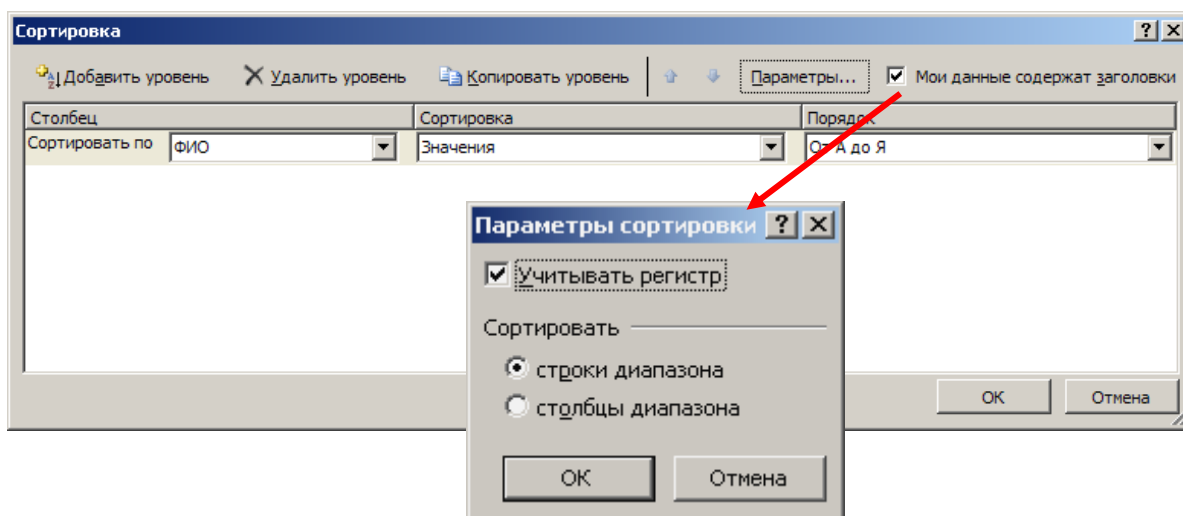 Сортировка
Добавить уровень Удалить уровень Копировать уровень Параметры... Мои данные содержат заголовки
Столбец Сортировка Порядок
Сортировать по ФИО Значения От А до Я
Параметры сортировки
Учитывать регистр
Сортировать
строки диапазона
столбцы диапазона
ОК Отмена
ОК Отмена